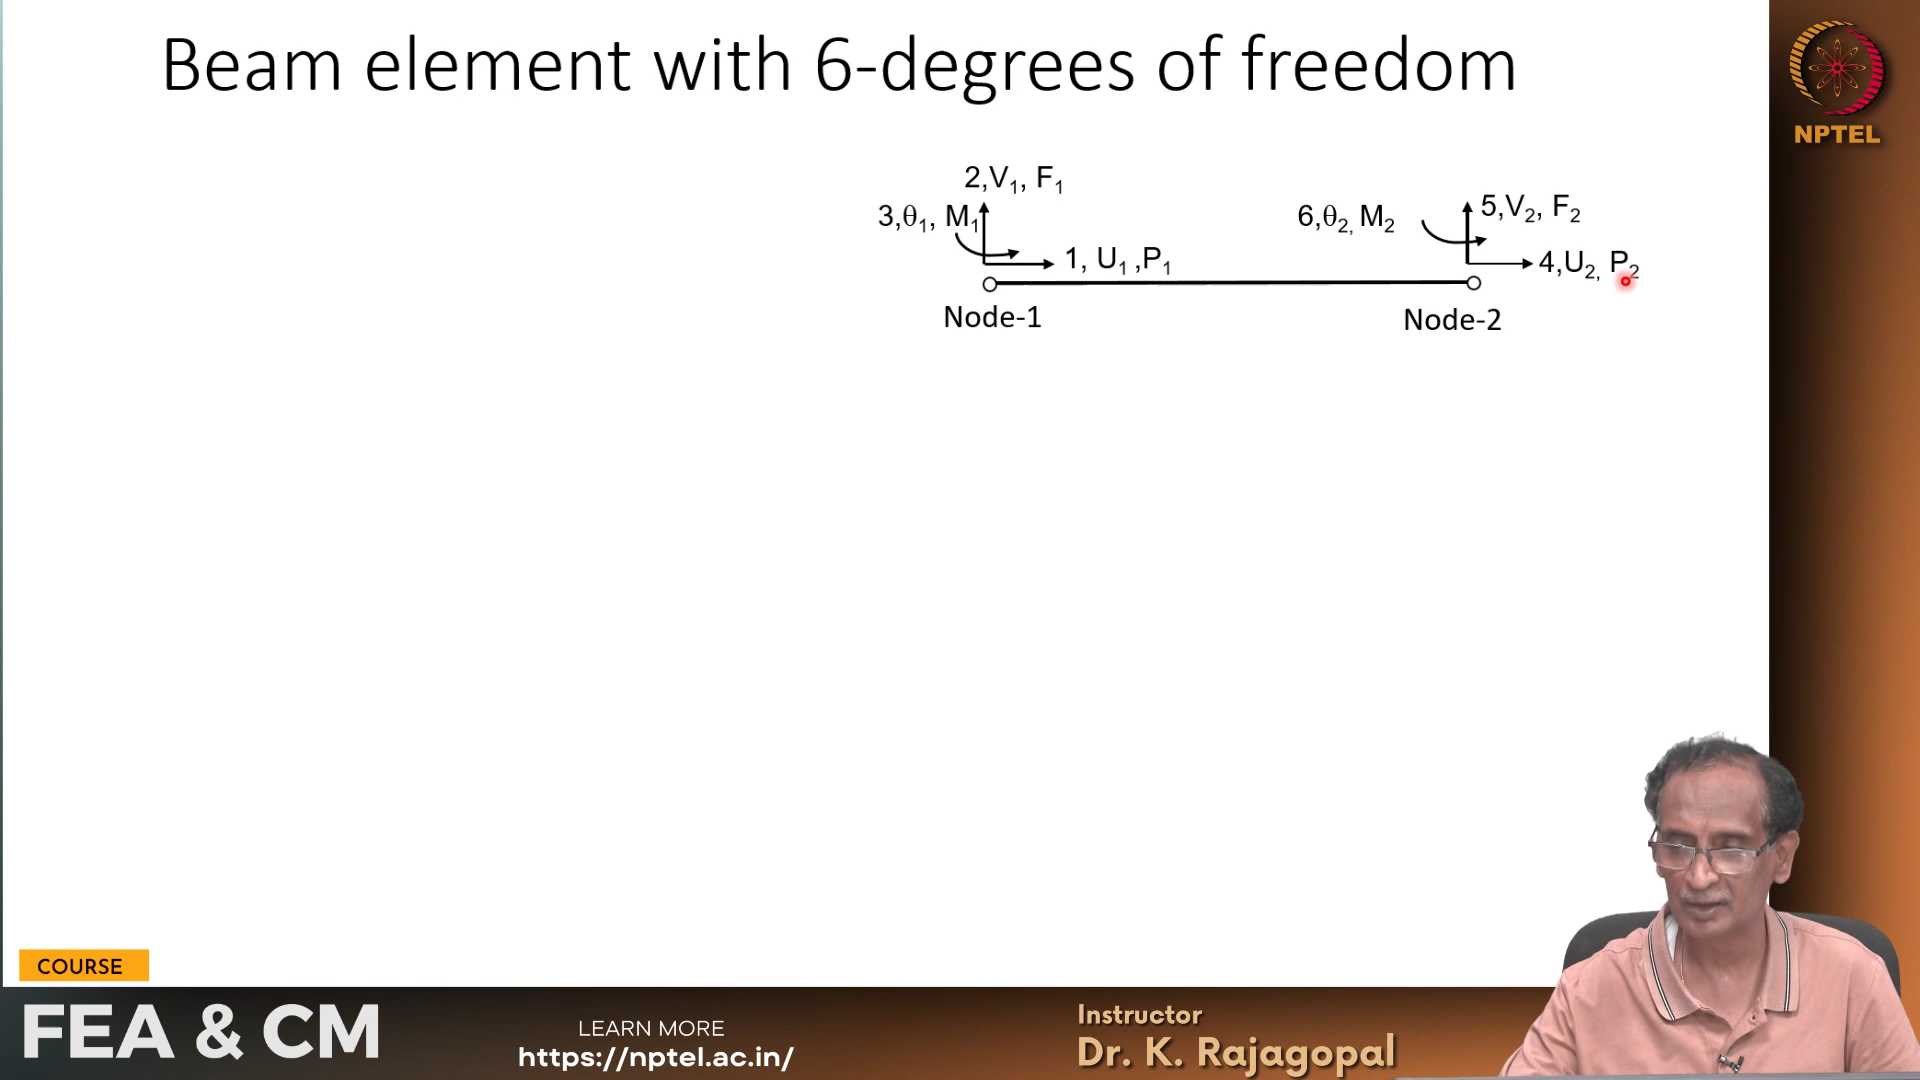 Beam element with 6-degrees of freedom
NPTEL
2,V₁, F₁
3,θ₁, M₁
1, U₁ ,P₁
Node-1
6,θ₂, M₂
5,V₂, F₂
4,U₂, P₂
Node-2
COURSE
FEA & CM
LEARN MORE
https://nptel.ac.in/
Instructor
Dr. K. Rajagopal